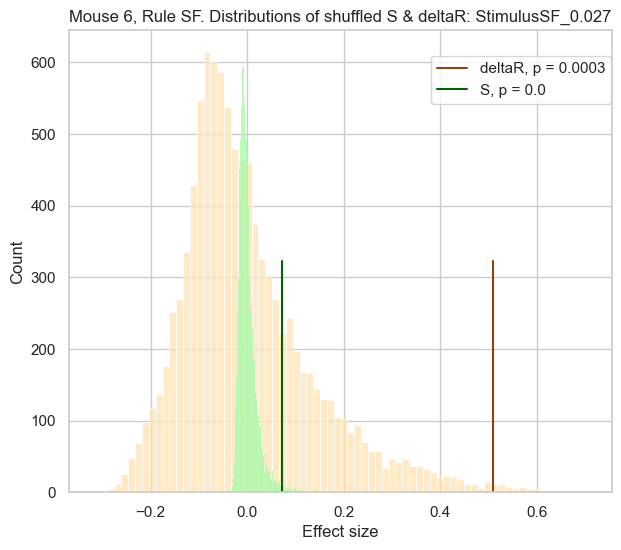 Mouse 6, Rule SF. Distributions of shuffled S & deltaR: StimulusSF_0.027
deltaR, p = 0.0003
S, p = 0.0
Count
600
500
400
300
200
100
0
−0.2
0.0
0.2
0.4
0.6
Effect size